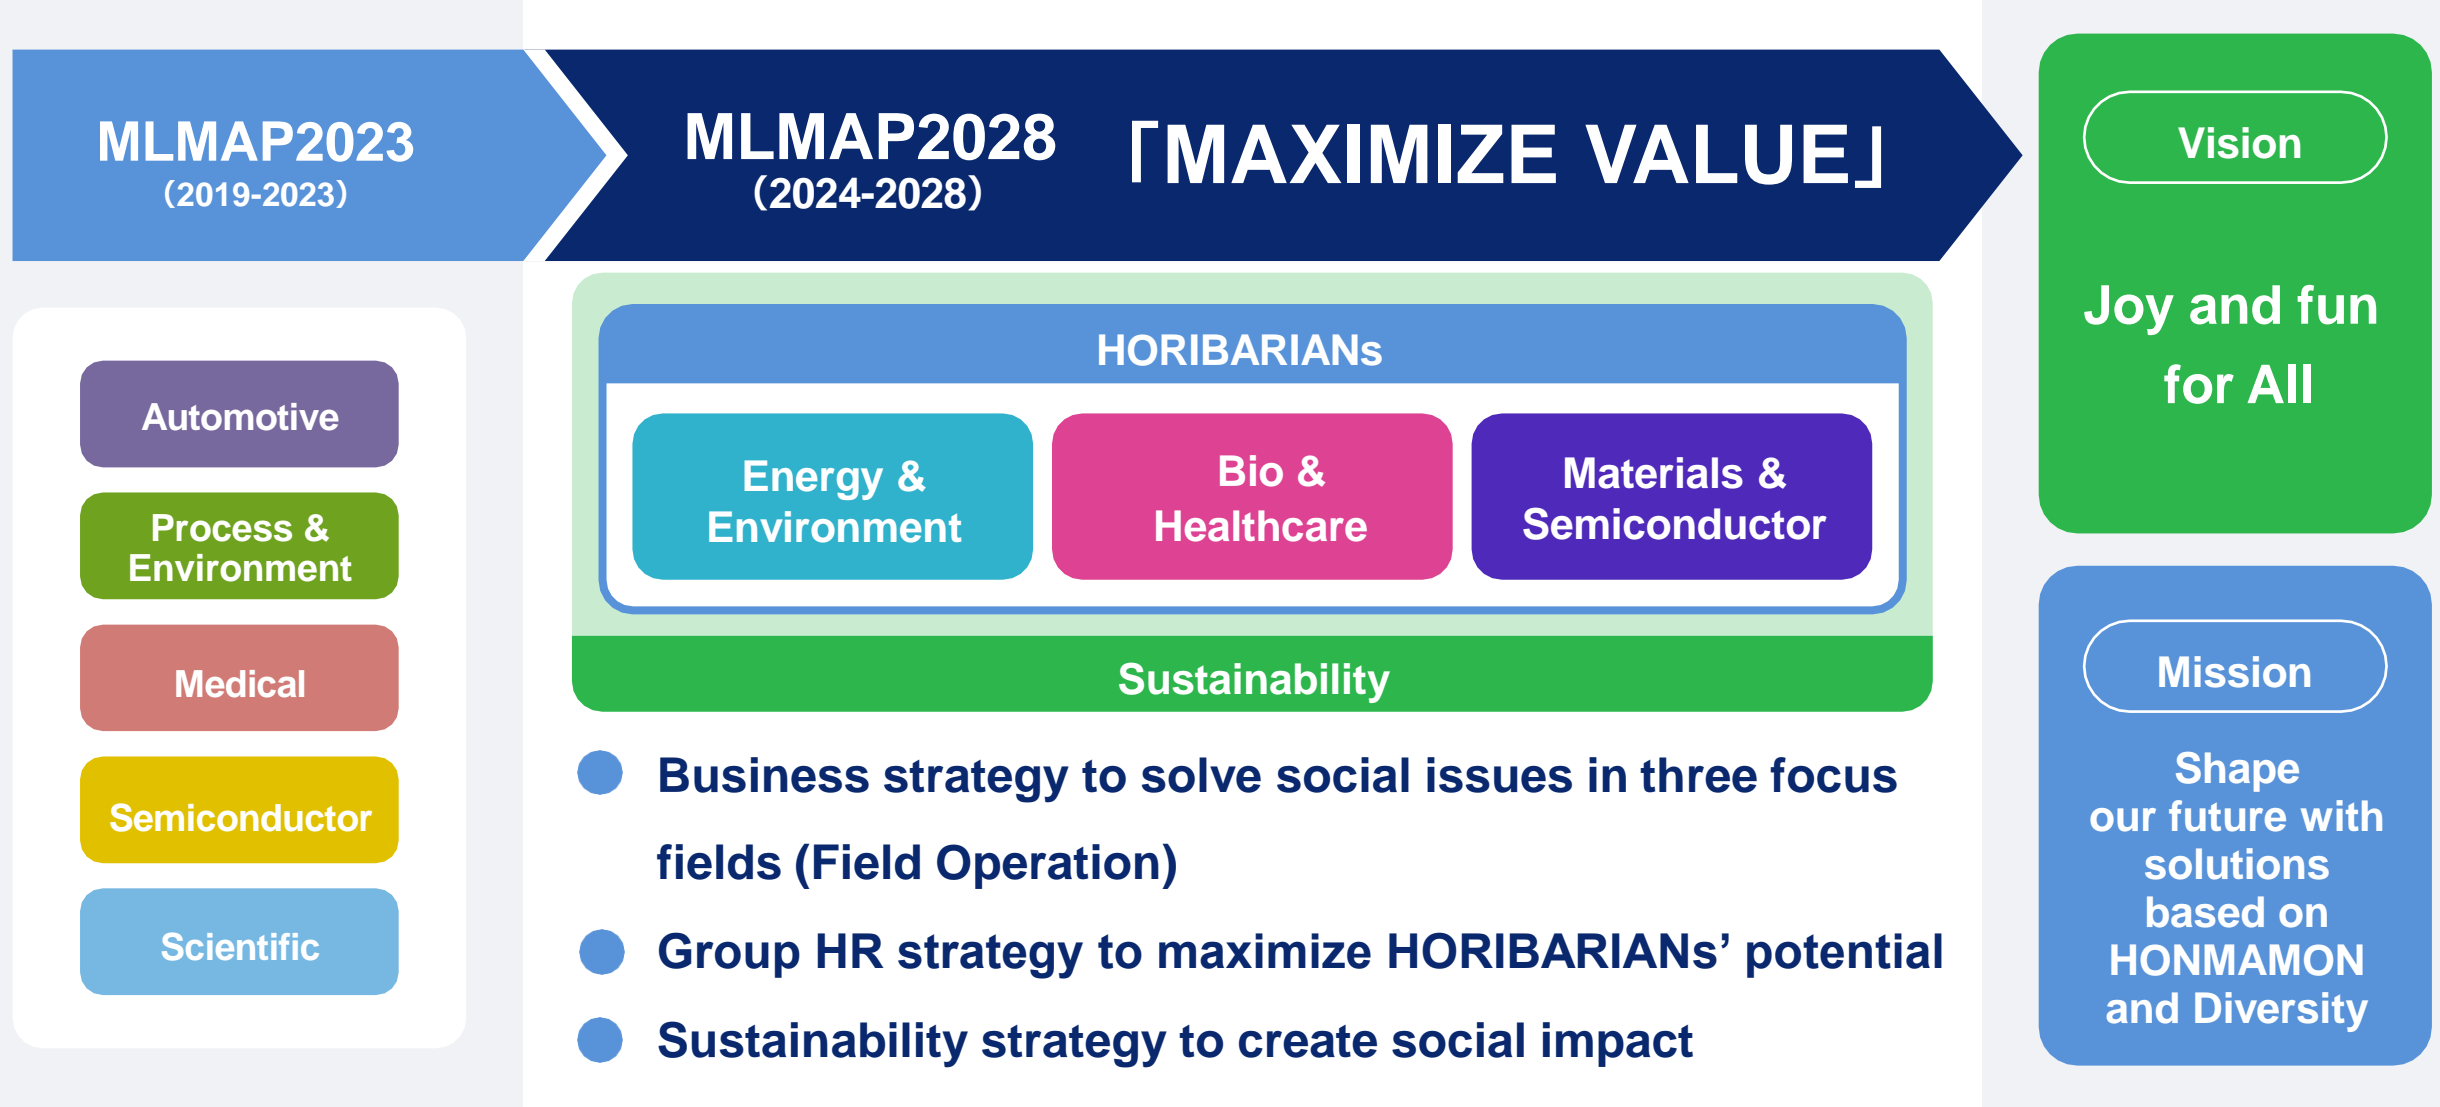 MLMAP2023
（2019-2023）
Automotive
Process &
Environment
Medical
Semiconductor
Scientific
MLMAP2028
（2024-2028）
「MAXIMIZE VALUE」
HORIBARIANs
Energy &
Environment
Bio &
Healthcare
Materials &
Semiconductor
Sustainability
Business strategy to solve social issues in three focus
fields (Field Operation)
Group HR strategy to maximize HORIBARIANs’ potential
Sustainability strategy to create social impact
Vision
Joy and fun
for All
Mission
Shape
our future with
solutions
based on
HONMAMON
and Diversity